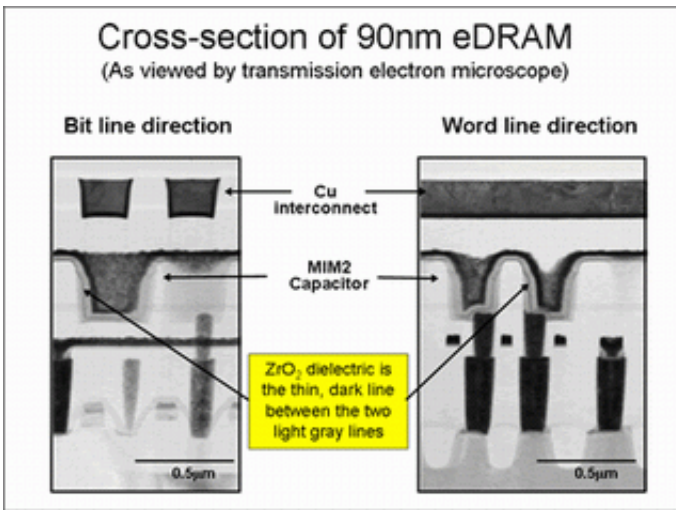 Cross-section of 90nm eDRAM
(As viewed by transmission electron microscope)
Bit line direction
Word line direction
Cu
interconnect
MIM2
Capacitor
ZrO₂ dielectric is
the thin, dark line
between the two
light gray lines
0.5µm
0.5µm